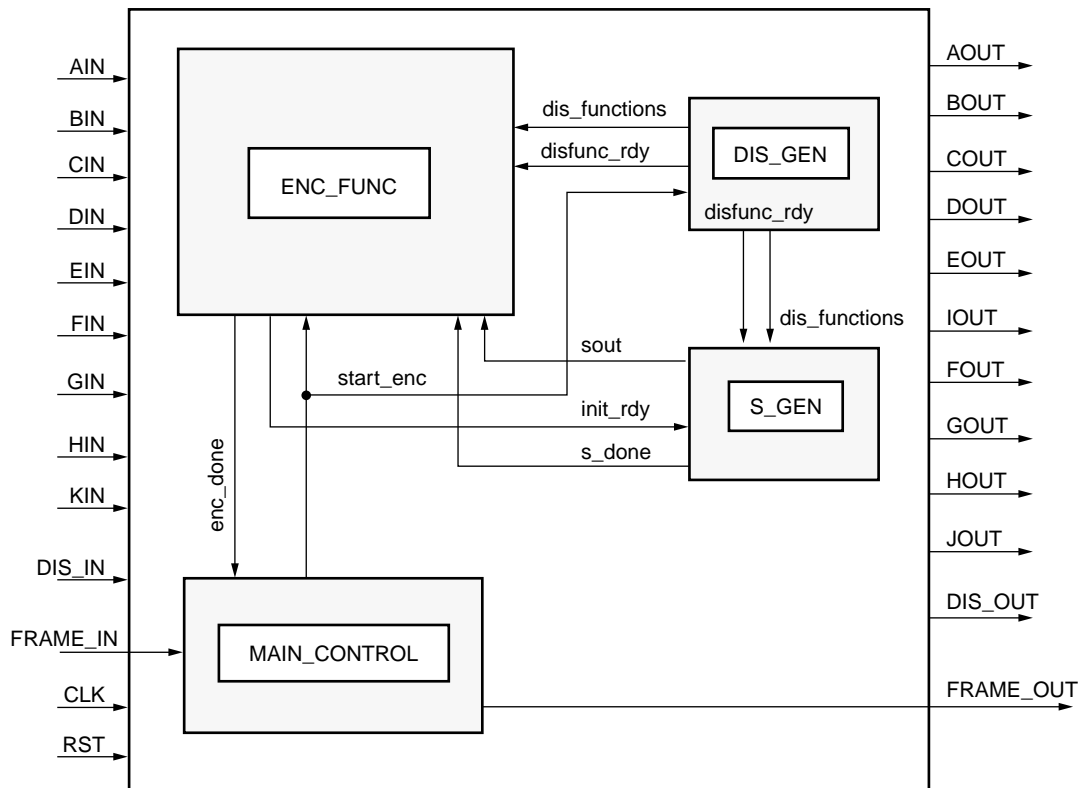 AIN
BIN
CIN
DIN
EIN
FIN
GIN
HIN
KIN
DIS_IN
FRAME_IN
CLK
RST
ENC_FUNC
dis_functions
disfunc_rdy
DIS_GEN
disfunc_rdy
dis_functions
sout
start_enc
init_rdy
s_done
S_GEN
enc_done
MAIN_CONTROL
AOUT
BOUT
COUT
DOUT
EOUT
IOUT
FOUT
GOUT
HOUT
JOUT
DIS_OUT
FRAME_OUT